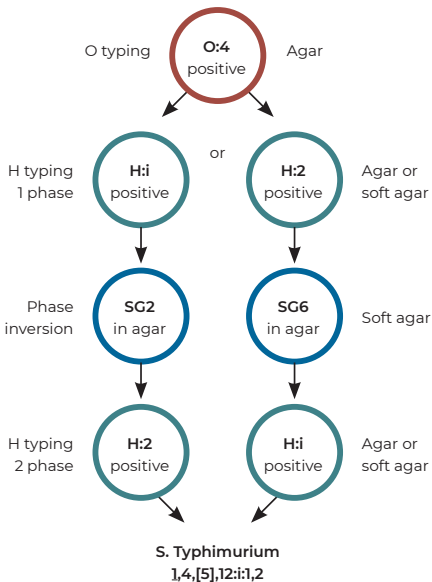 O typing
O:4
positive
Agar
or
H typing
1 phase
H:i
positive
H:2
positive
Agar or
soft agar
Phase
inversion
SG2
in agar
SG6
in agar
Soft agar
H typing
2 phase
H:2
positive
H:i
positive
Agar or
soft agar
S. Typhimurium
1,4,[5],12:i:1,2